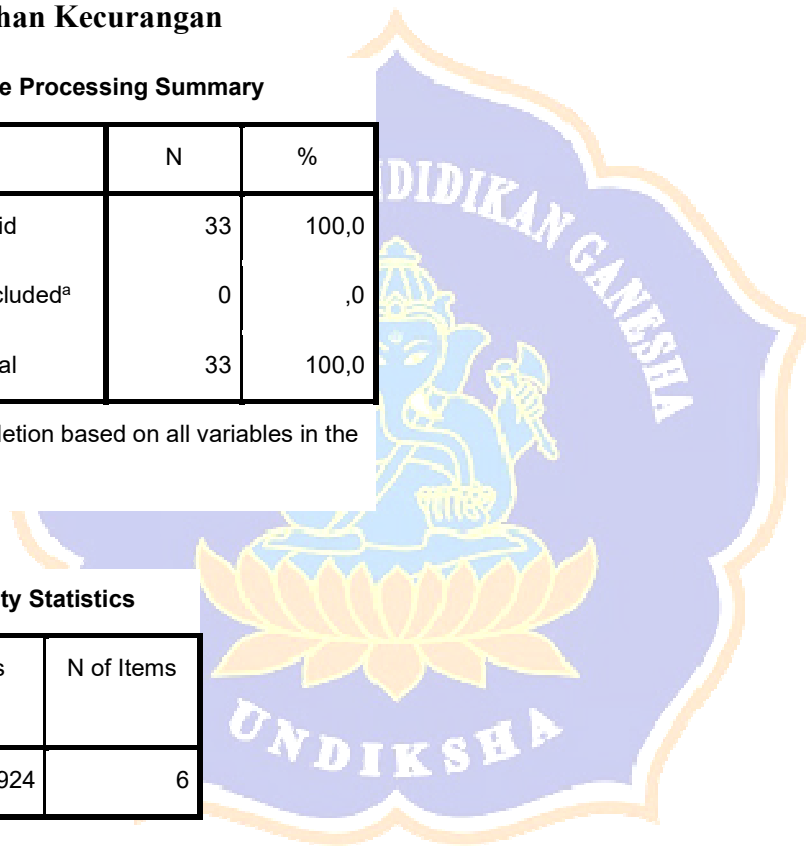 han Kecurangan
e Processing Summary
N %
id 33 100,0
cludedª 0 ,0
al 33 100,0
letion based on all variables in the
ty Statistics
s N of Items
924 6
DIDIKAN GANESHA
UNDIKSHA